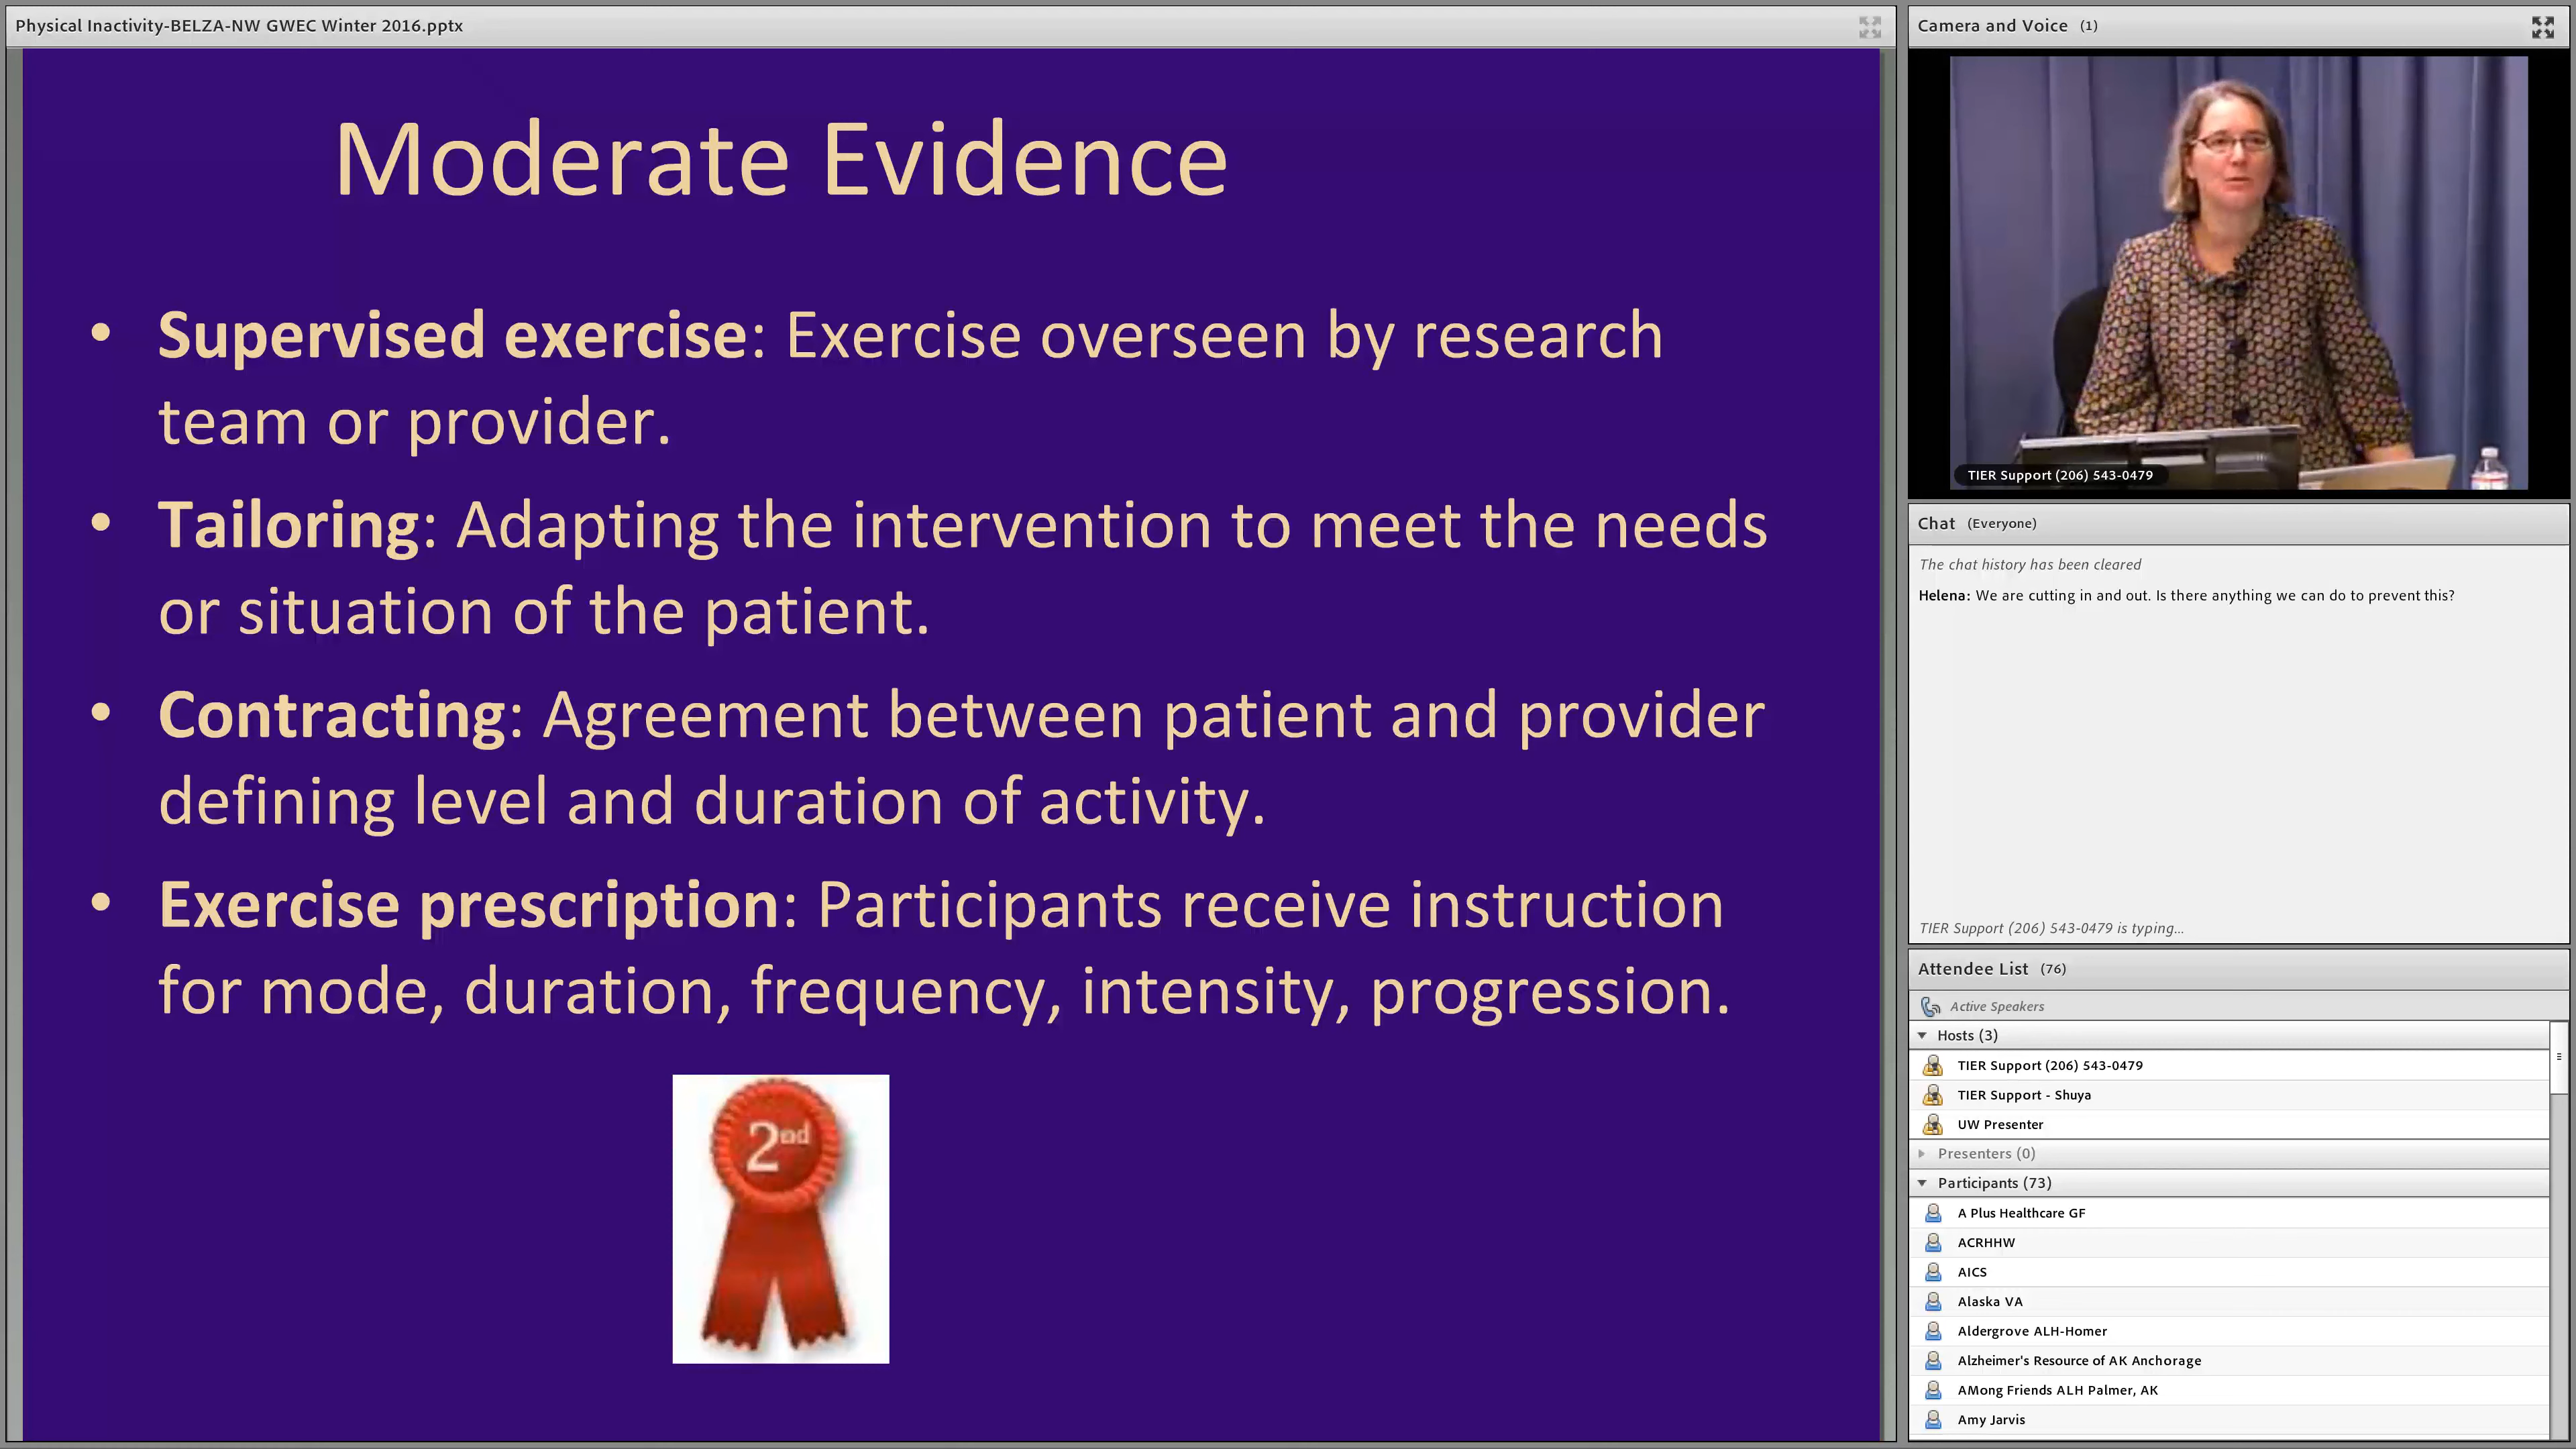 Physical Inactivity-BELZA-NW GWEC Winter 2016.pptx
Moderate Evidence
• Supervised exercise: Exercise overseen by research
team or provider.
• Tailoring: Adapting the intervention to meet the needs
or situation of the patient.
• Contracting: Agreement between patient and provider
defining level and duration of activity.
• Exercise prescription: Participants receive instruction
for mode, duration, frequency, intensity, progression.
2nd
Camera and Voice (1)
TIER Support (206) 543-0479
Chat (Everyone)
The chat history has been cleared
Helena: We are cutting in and out. Is there anything we can do to prevent this?
TIER Support (206) 543-0479 is typing...
Attendee List (76)
Active Speakers
Hosts (3)
TIER Support (206) 543-0479
TIER Support - Shuya
UW Presenter
Presenters (0)
Participants (73)
A Plus Healthcare GF
ACRHHW
AICS
Alaska VA
Aldergrove ALH-Homer
Alzheimer's Resource of AK Anchorage
AMong Friends ALH Palmer, AK
Amy Jarvis